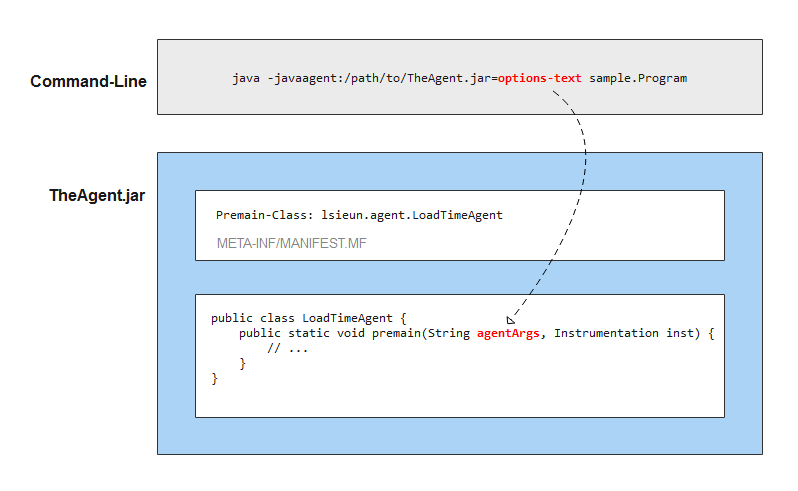 Command-Line
java -javaagent:/path/to/TheAgent.jar=options-text sample.Program
TheAgent.jar
Premain-Class: lsieun.agent.LoadTimeAgent
META-INF/MANIFEST.MF
public class LoadTimeAgent {
    public static void premain(String agentArgs, Instrumentation inst) {
        // ...
    }
}